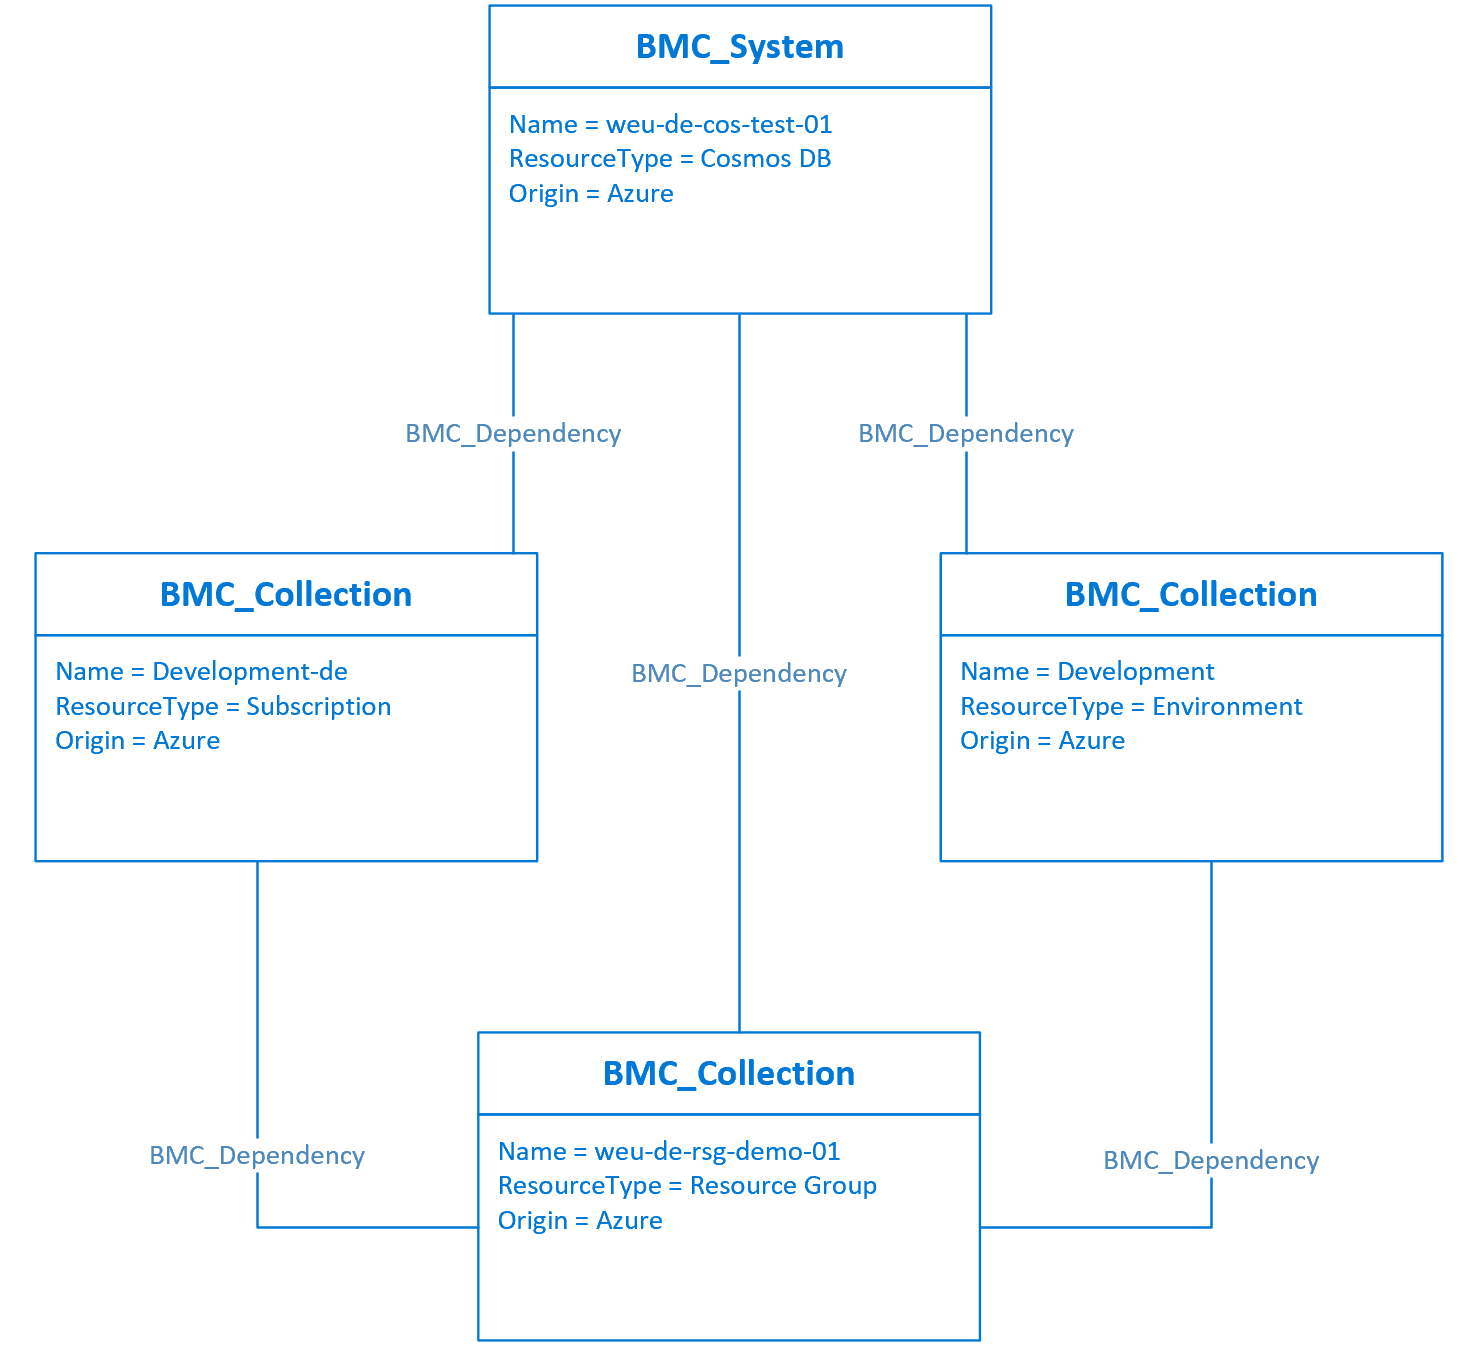 BMC_System
Name = weu-de-cos-test-01
ResourceType = Cosmos DB
Origin = Azure
BMC_Dependency
BMC_Dependency
BMC_Collection
Name = Development-de
ResourceType = Subscription
Origin = Azure
BMC_Dependency
BMC_Collection
Name = Development
ResourceType = Environment
Origin = Azure
BMC_Dependency
BMC_Collection
Name = weu-de-rsg-demo-01
ResourceType = Resource Group
Origin = Azure
BMC_Dependency